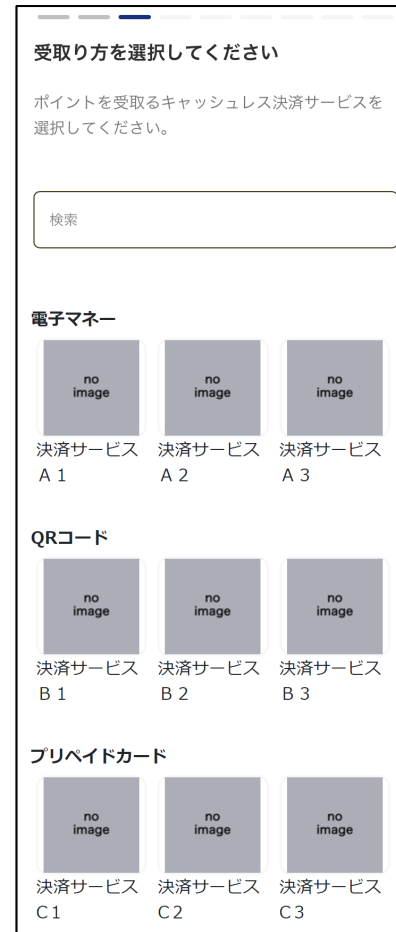 受取り方を選択してください
ポイントを受取るキャッシュレス決済サービスを
選択してください。
検索
電子マネー
no image no image no image
決済サービス A 1 決済サービス A 2 決済サービス A 3
QRコード
no image no image no image
決済サービス B 1 決済サービス B 2 決済サービス B 3
プリペイドカード
no image no image no image
決済サービス C1 決済サービス C2 決済サービス C3